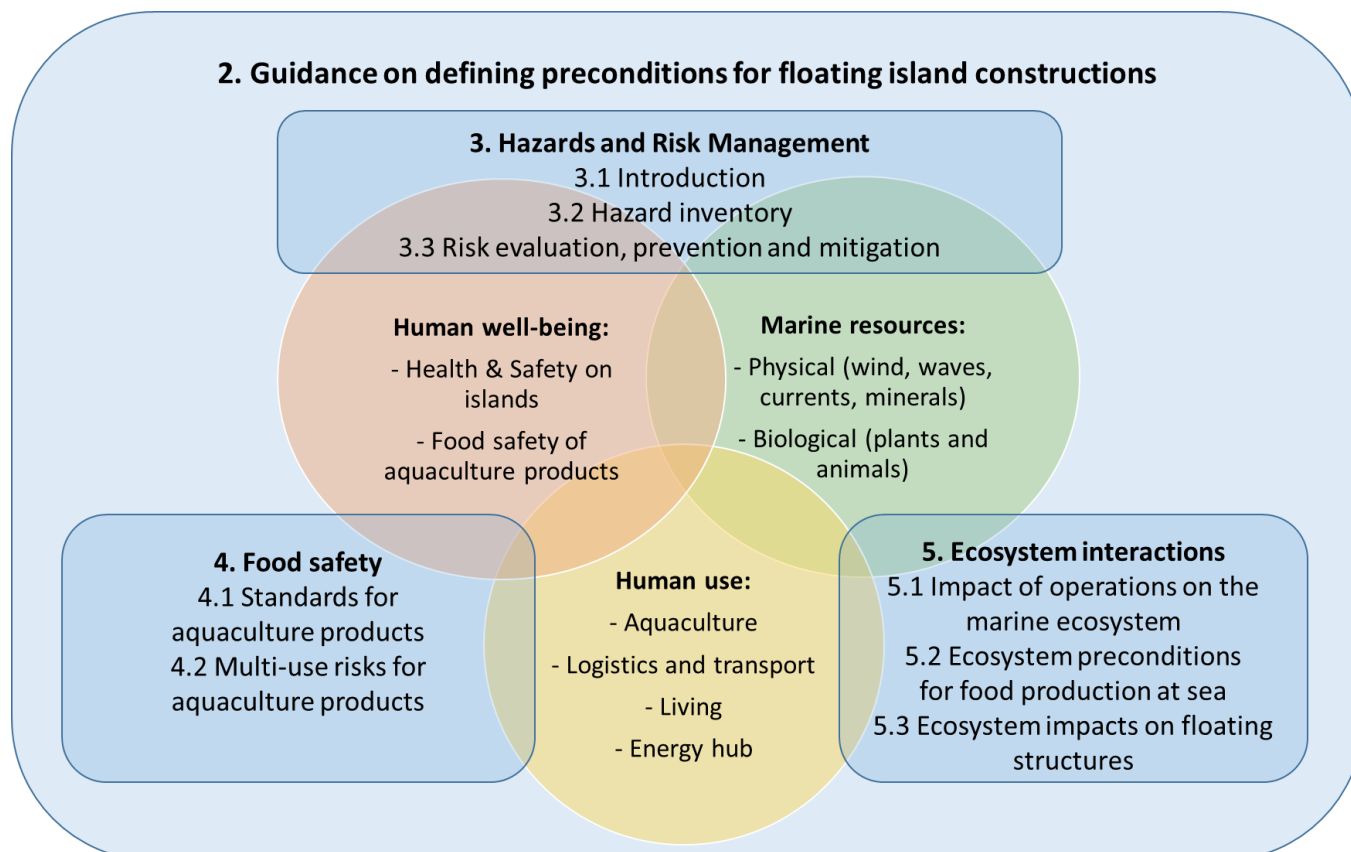 2. Guidance on defining preconditions for floating island constructions
3. Hazards and Risk Management
3.1 Introduction
3.2 Hazard inventory
3.3 Risk evaluation, prevention and mitigation
Human well-being:
- Health & Safety on
islands
- Food safety of
aquaculture products
Marine resources:
- Physical (wind, waves,
currents, minerals)
- Biological (plants and
animals)
4. Food safety
4.1 Standards for
aquaculture products
4.2 Multi-use risks for
aquaculture products
Human use:
- Aquaculture
- Logistics and transport
- Living
- Energy hub
5. Ecosystem interactions
5.1 Impact of operations on the
marine ecosystem
5.2 Ecosystem preconditions
for food production at sea
5.3 Ecosystem impacts on floating
structures